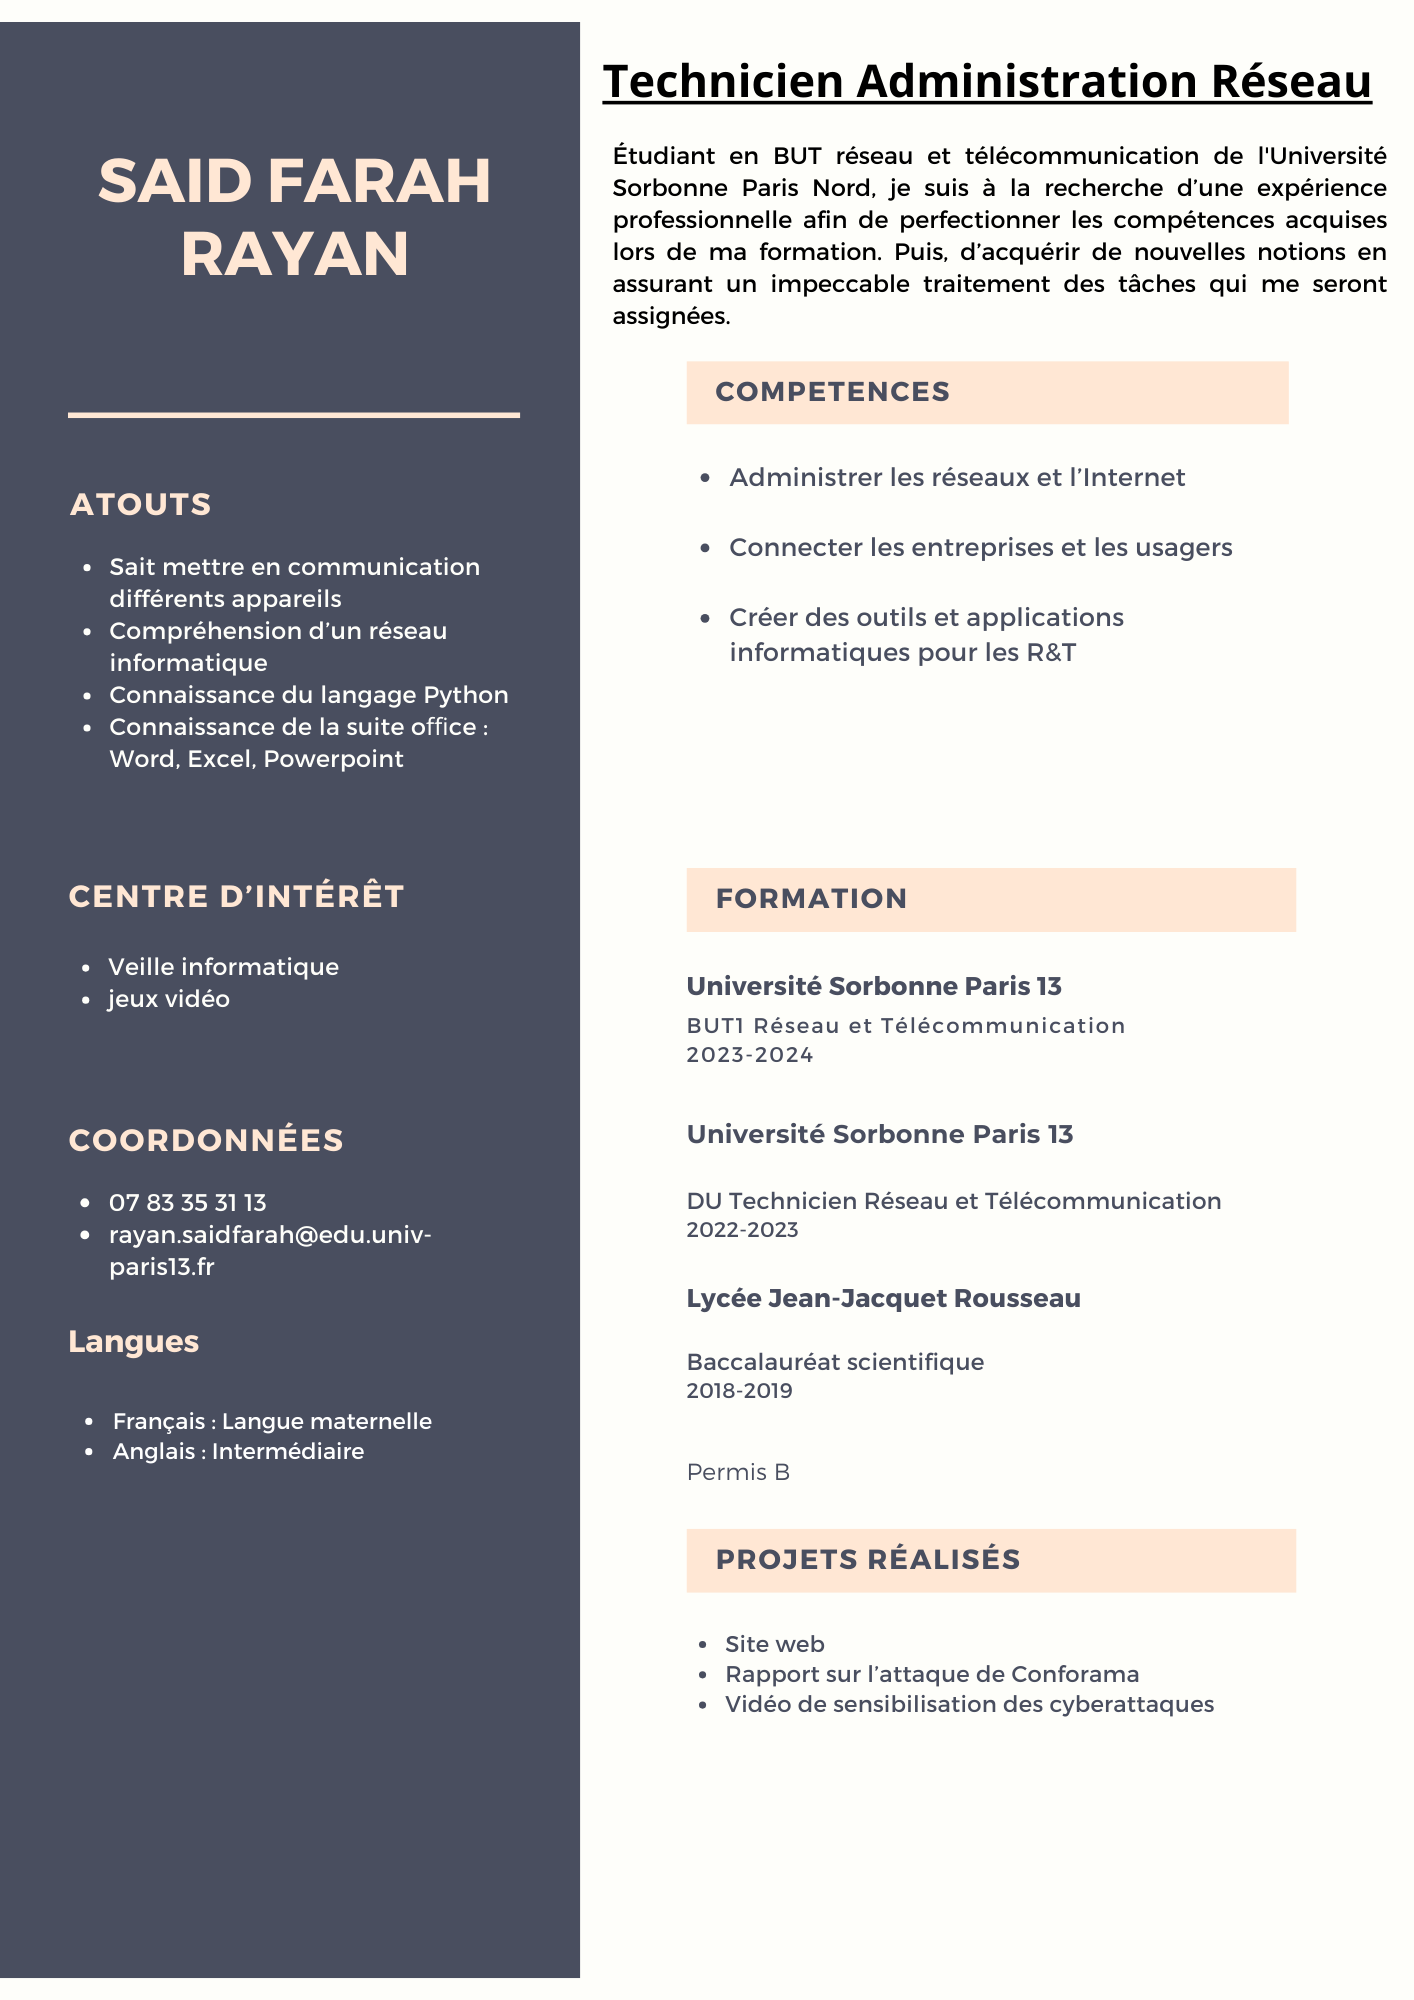 SAID FARAH
RAYAN
ATOUTS
• Sait mettre en communication
différents appareils
• Compréhension d’un réseau
informatique
• Connaissance du langage Python
• Connaissance de la suite office :
Word, Excel, Powerpoint
CENTRE D’INTÉRÊT
• Veille informatique
• jeux vidéo
COORDONNÉES
• 07 83 35 31 13
• rayan.saidfarah@edu.univ-
paris13.fr
Langues
• Français : Langue maternelle
• Anglais : Intermédiaire
Technicien Administration Réseau
Étudiant en BUT réseau et télécommunication de l'Université
Sorbonne Paris Nord, je suis à la recherche d’une expérience
professionnelle afin de perfectionner les compétences acquises
lors de ma formation. Puis, d’acquérir de nouvelles notions en
assurant un impeccable traitement des tâches qui me seront
assignées.
COMPETENCES
• Administrer les réseaux et l’Internet
• Connecter les entreprises et les usagers
• Créer des outils et applications
informatiques pour les R&T
FORMATION
Université Sorbonne Paris 13
BUT1 Réseau et Télécommunication
2023-2024
Université Sorbonne Paris 13
DU Technicien Réseau et Télécommunication
2022-2023
Lycée Jean-Jacquet Rousseau
Baccalauréat scientifique
2018-2019
Permis B
PROJETS RÉALISÉS
• Site web
• Rapport sur l’attaque de Conforama
• Vidéo de sensibilisation des cyberattaques